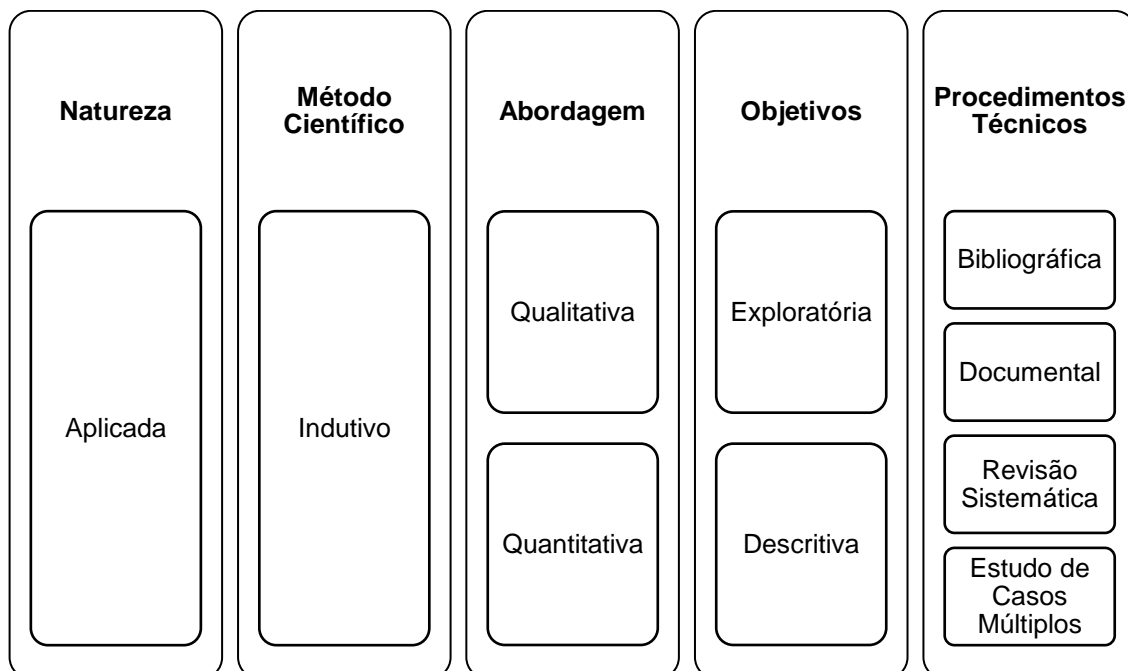 Natureza
Aplicada
Método
Científico
Indutivo
Abordagem
Qualitativa
Quantitativa
Objetivos
Exploratória
Descritiva
Procedimentos
Técnicos
Bibliográfica
Documental
Revisão
Sistemática
Estudo de
Casos
Múltiplos